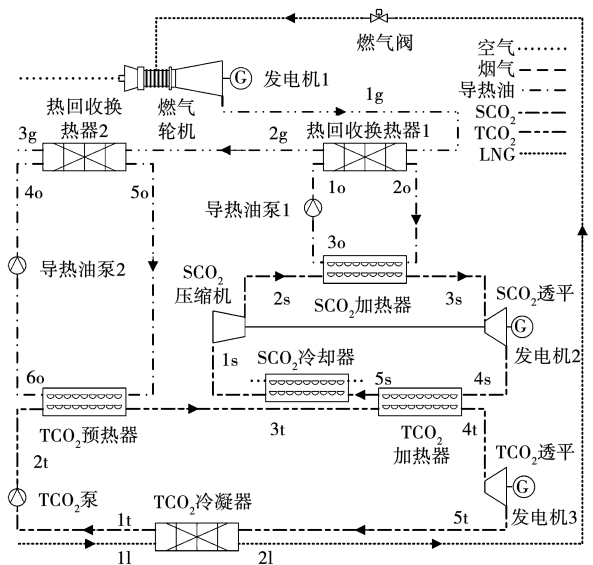 燃气阀
空气
烟气
导热油
SCO₂
TCO₂
LNG
G
发电机1
燃气
轮机
1g
热回收换
热器2
3g
2g
热回收换热器1
4o
5o
1o
2o
导热油泵1
3o
导热油泵2
SCO₂
压缩机
2s
SCO₂加热器
3s
SCO₂透平
G
发电机2
1s
SCO₂冷却器
5s
4s
6o
TCO₂预热器
3t
TCO₂
加热器
4t
2t
TCO₂透平
G
发电机3
TCO₂泵
TCO₂冷凝器
1t
5t
1l
2l